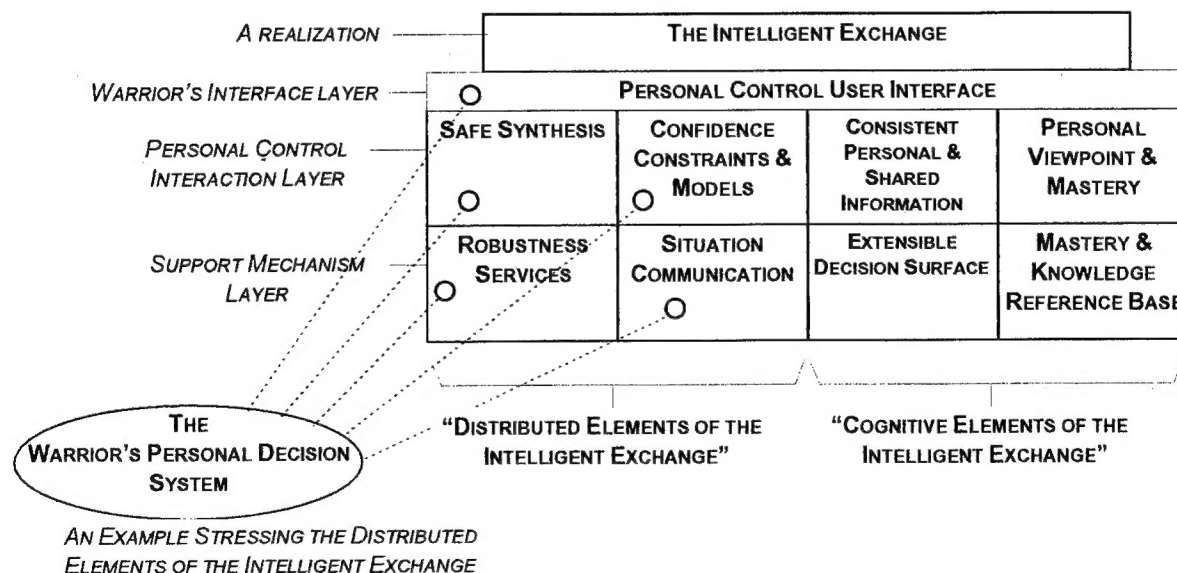 A REALIZATION
THE INTELLIGENT EXCHANGE
WARRIOR'S INTERFACE LAYER
PERSONAL CONTROL USER INTERFACE
PERSONAL CONTROL
INTERACTION LAYER
SAFE SYNTHESIS
CONFIDENCE
CONSTRAINTS &
MODELS
CONSISTENT
PERSONAL &
SHARED
INFORMATION
PERSONAL
VIEWPOINT &
MASTERY
SUPPORT MECHANISM
LAYER
ROBUSTNESS
SERVICES
SITUATION
COMMUNICATION
EXTENSIBLE
DECISION SURFACE
MASTERY &
KNOWLEDGE
REFERENCE BASE
THE
WARRIOR'S PERSONAL DECISION
SYSTEM
"DISTRIBUTED ELEMENTS OF THE
INTELLIGENT EXCHANGE"
"COGNITIVE ELEMENTS OF THE
INTELLIGENT EXCHANGE"
AN EXAMPLE STRESSING THE DISTRIBUTED
ELEMENTS OF THE INTELLIGENT EXCHANGE